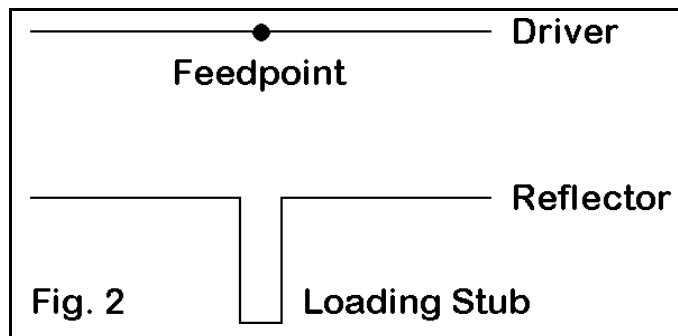 Driver
Feedpoint
Reflector
Fig. 2
Loading Stub